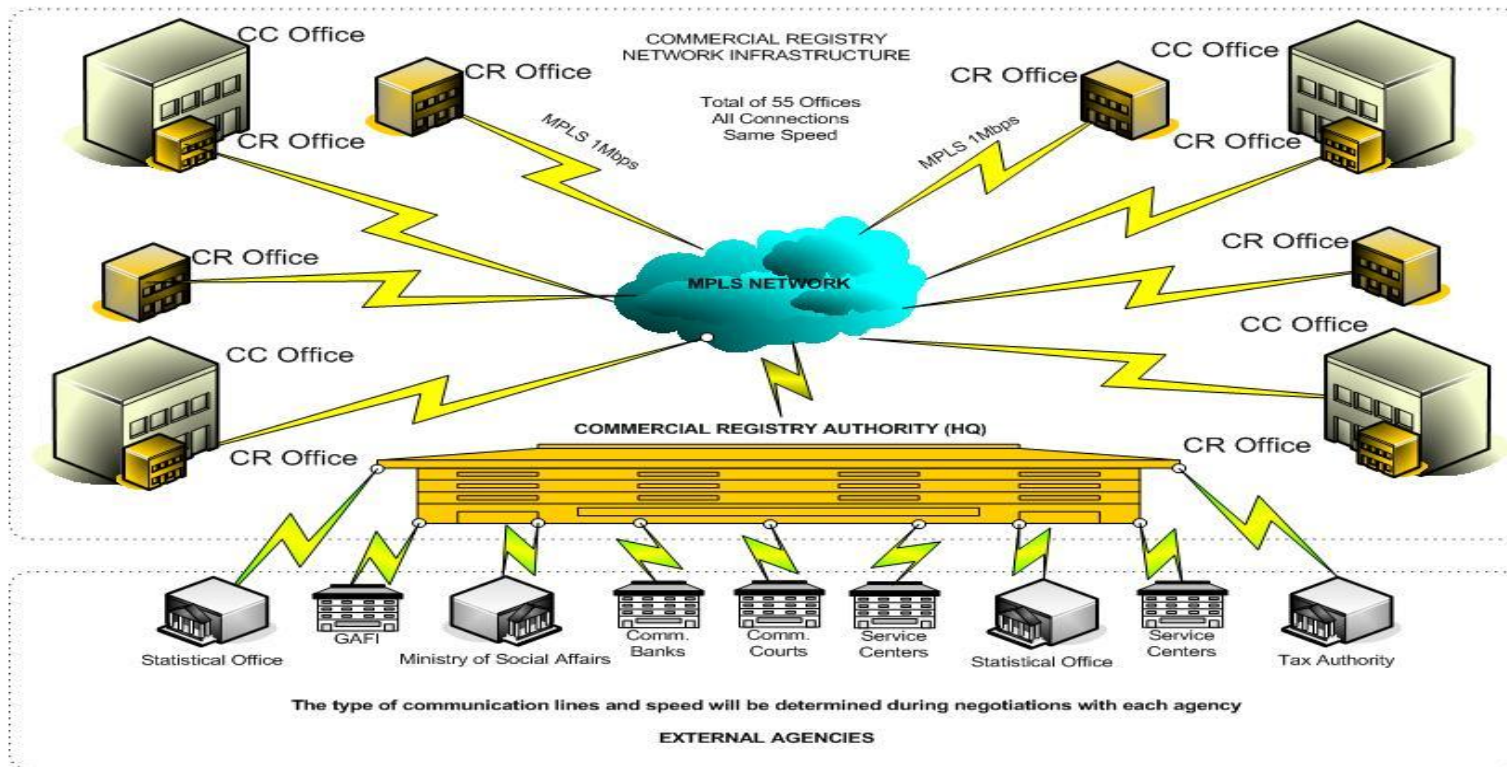 COMMERCIAL REGISTRY
NETWORK INFRASTRUCTURE
Total of 55 Offices
All Connections
Same Speed
CC Office
CR Office
CR Office
CC Office
CR Office
CR Office
MPLS 1Mbps
MPLS 1Mbps
CR Office
CR Office
MPLS NETWORK
CC Office
CR Office
CC Office
CR Office
COMMERCIAL REGISTRY AUTHORITY (HQ)
Statistical Office
GAFI
Ministry of Social Affairs
Comm.
Banks
Comm.
Courts
Service
Centers
Statistical Office
Service
Centers
Tax Authority
The type of communication lines and speed will be determined during negotiations with each agency
EXTERNAL AGENCIES